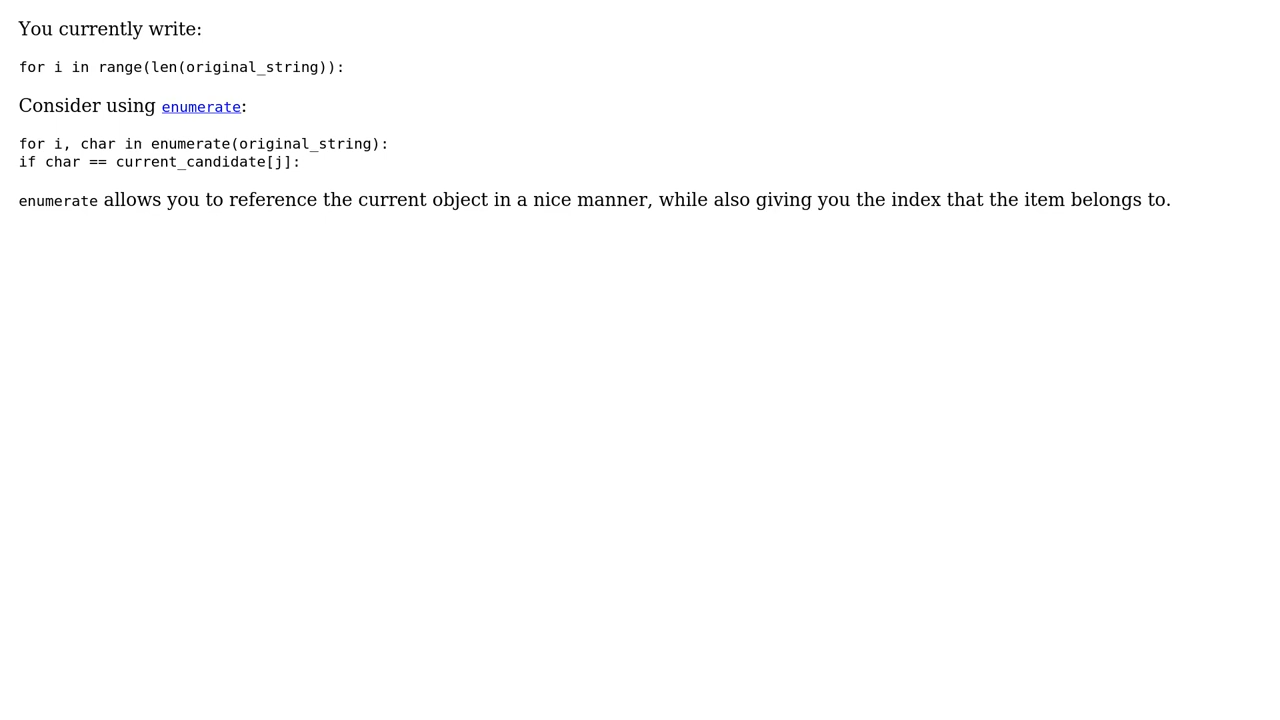 You currently write:
for i in range(len(original_string)):
Consider using enumerate:
for i, char in enumerate(original_string):
if char == current_candidate[j]:
enumerate allows you to reference the current object in a nice manner, while also giving you the index that the item belongs to.